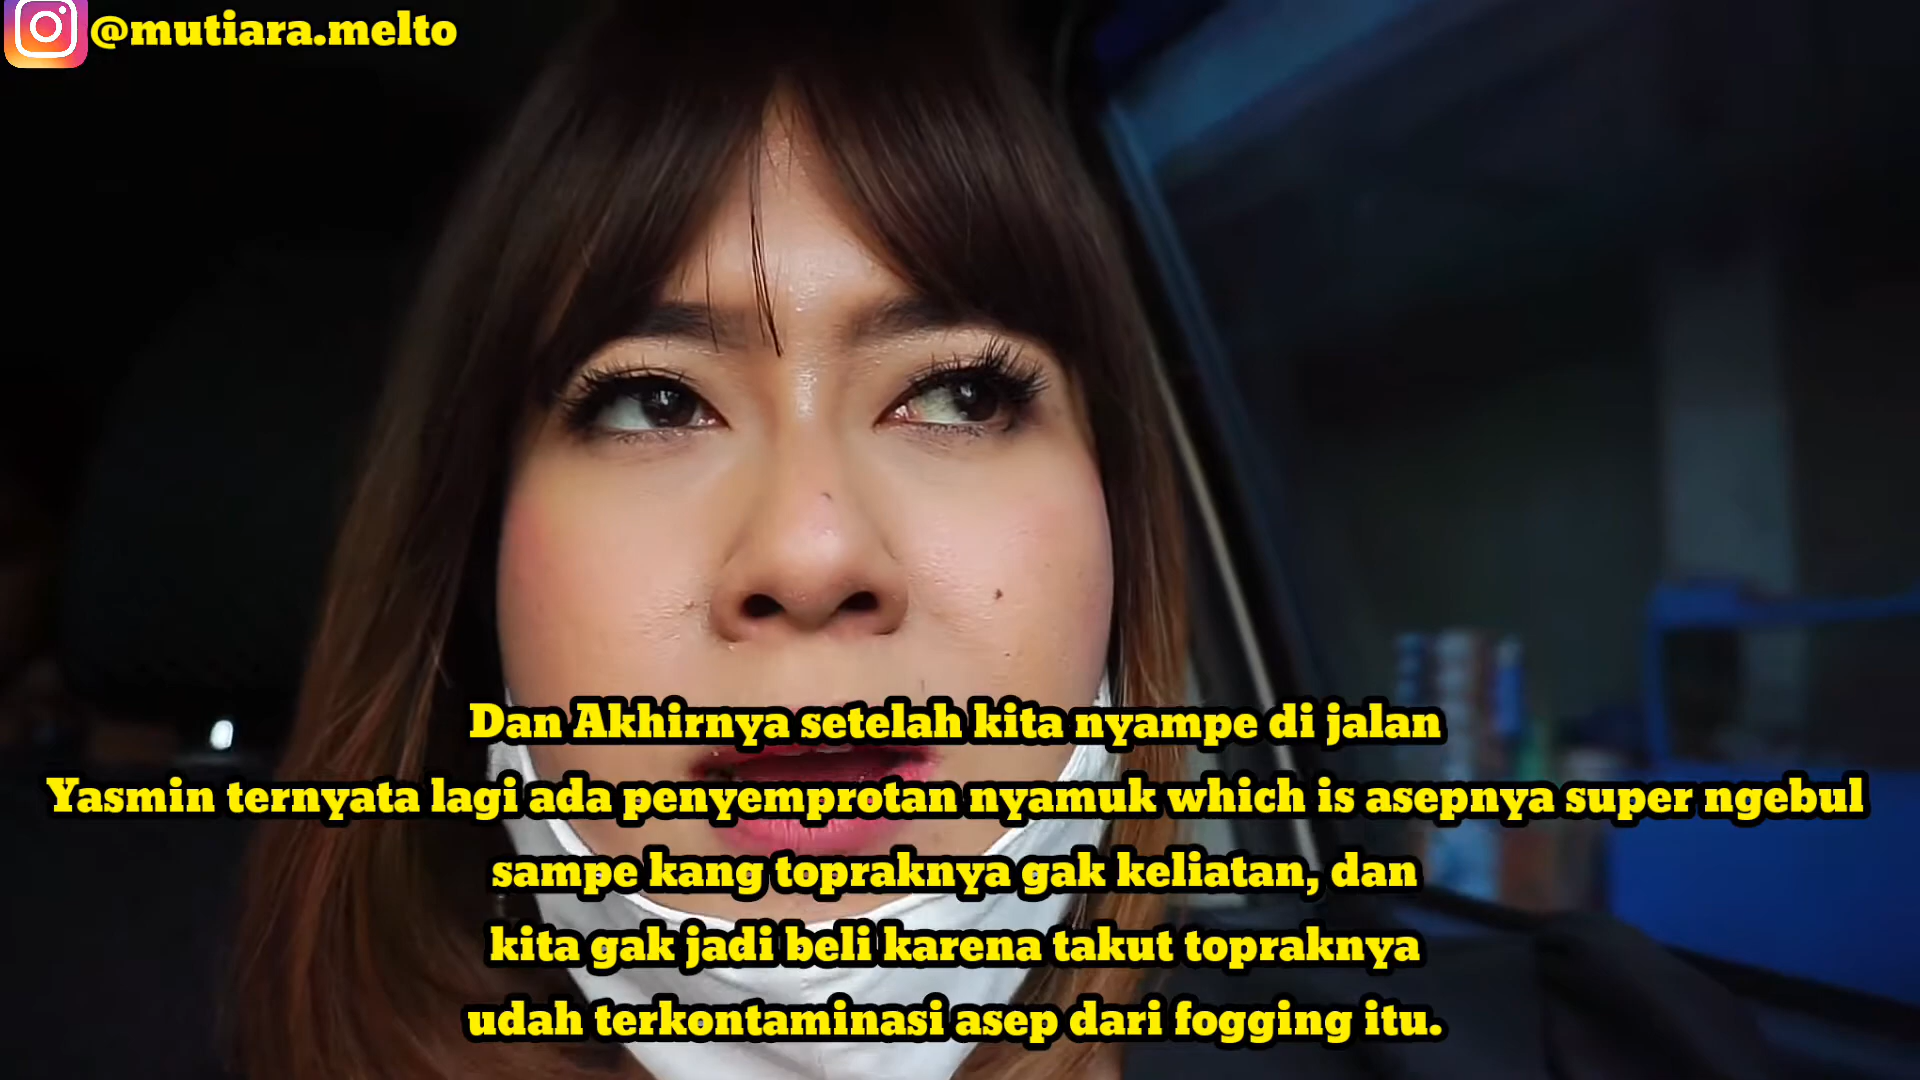 @mutiara.melto
Dan Akhirnya setelah kita nyampe di jalan
Yasmin ternyata lagi ada penyemprotan nyamuk which is asepnya super ngebul
sampe kang topraknya gak keliatan, dan
kita gak jadi beli karena takut topraknya
udah terkontaminasi asep dari fogging itu.